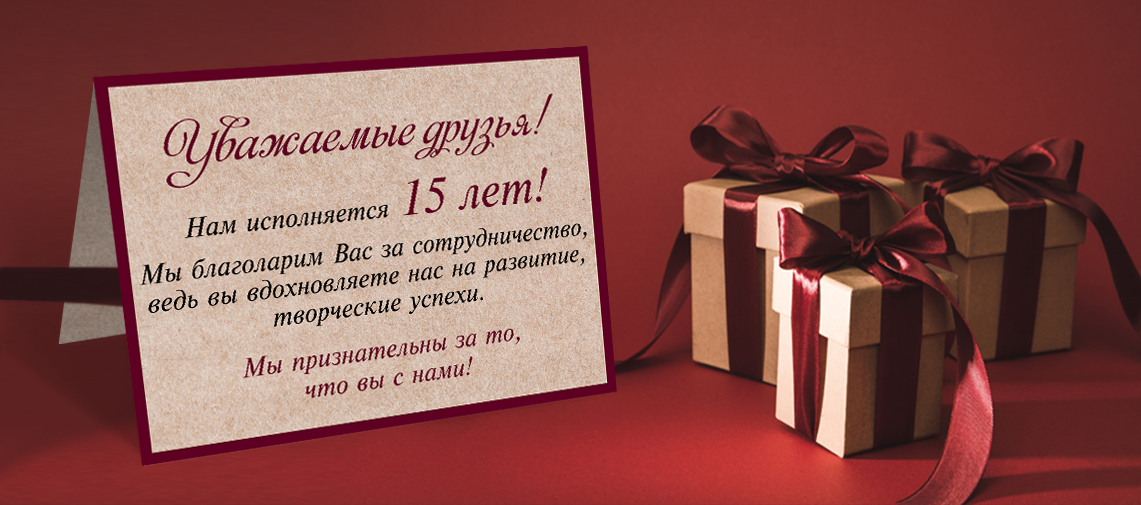 Уважаемые друзья!
Нам исполняется 15 лет!
Мы благоларим Вас за сотрудничество,
ведь вы вдохновляете нас на развитие,
творческие успехи.
Мы признательны за то,
что вы с нами!